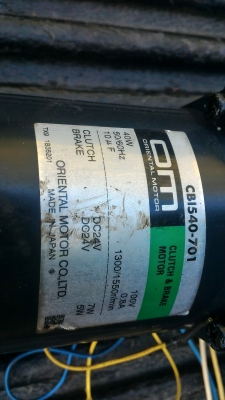 OM
ORIENTAL MOTOR
CBI540-701
CLUTCH & BRAKE
MOTOR
40W
100V
50/60Hz
0.8A
10μF
1300/1550r/min
CLUTCH
DC24V
7W
BRAKE
DC24V
5W
ORIENTAL MOTOR CO.,LTD.
MADE IN JAPAN